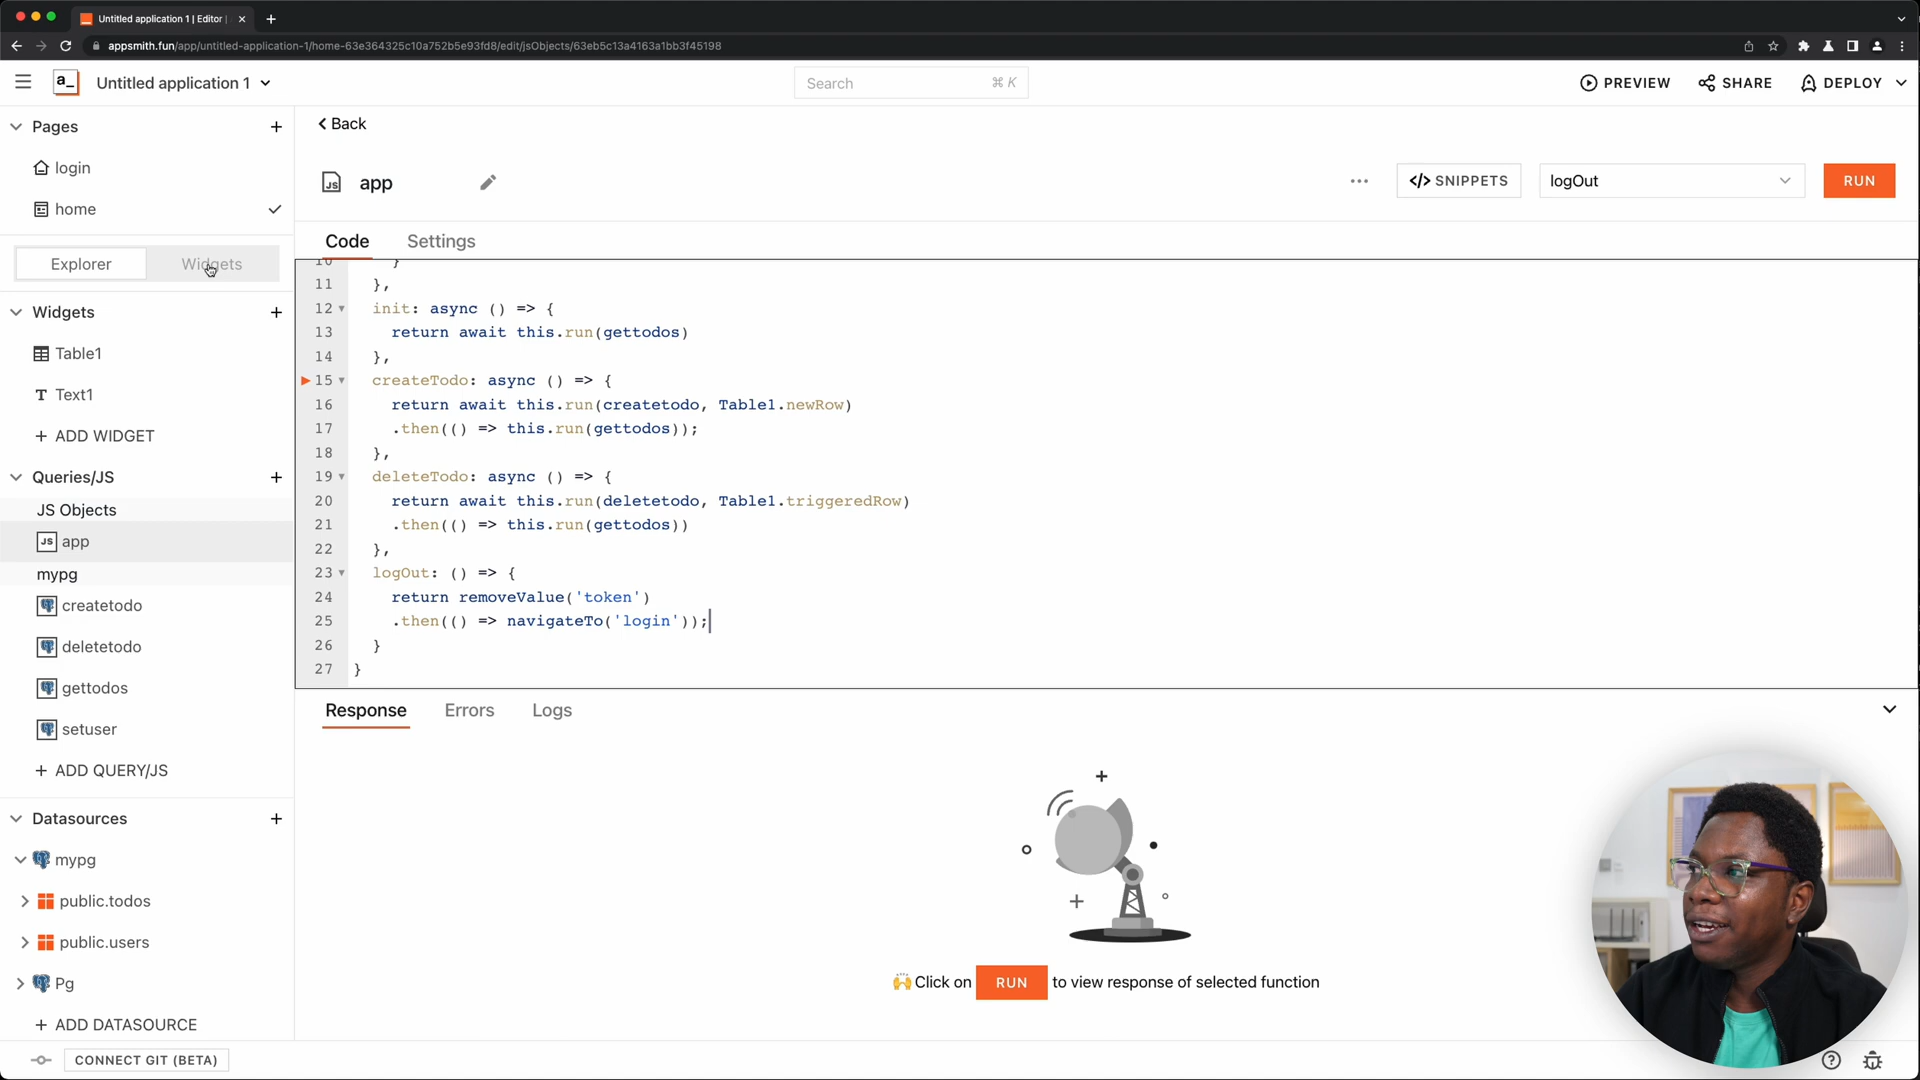 Untitled application 1 | Editor |
appsmith.fun/app/untitled-application-1/home-63e364325c10a752b5e93fd8/edit/jsObjects/63eb5c13a4163a1bb3f45198
a_ Untitled application 1
Search ⌘ K
PREVIEW SHARE DEPLOY
Pages
login
home
Explorer Widgets
Widgets
Table1
Text1
ADD WIDGET
Queries/JS
JS Objects
JS app
mypg
createtodo
deletetodo
gettodos
setuser
ADD QUERY/JS
Datasources
mypg
public.todos
public.users
Pg
ADD DATASOURCE
CONNECT GIT (BETA)
Back
JS app
</> SNIPPETS
logOut
RUN
Code Settings
10 }
11 },
12 init: async () => {
13 return await this.run(gettodos)
14 },
15 createTodo: async () => {
16 return await this.run(createtodo, Table1.newRow)
17 .then(() => this.run(gettodos));
18 },
19 deleteTodo: async () => {
20 return await this.run(deletetodo, Table1.triggeredRow)
21 .then(() => this.run(gettodos))
22 },
23 logOut: () => {
24 return removeValue('token')
25 .then(() => navigateTo('login'));
26 }
27 }
Response Errors Logs
Click on RUN to view response of selected function